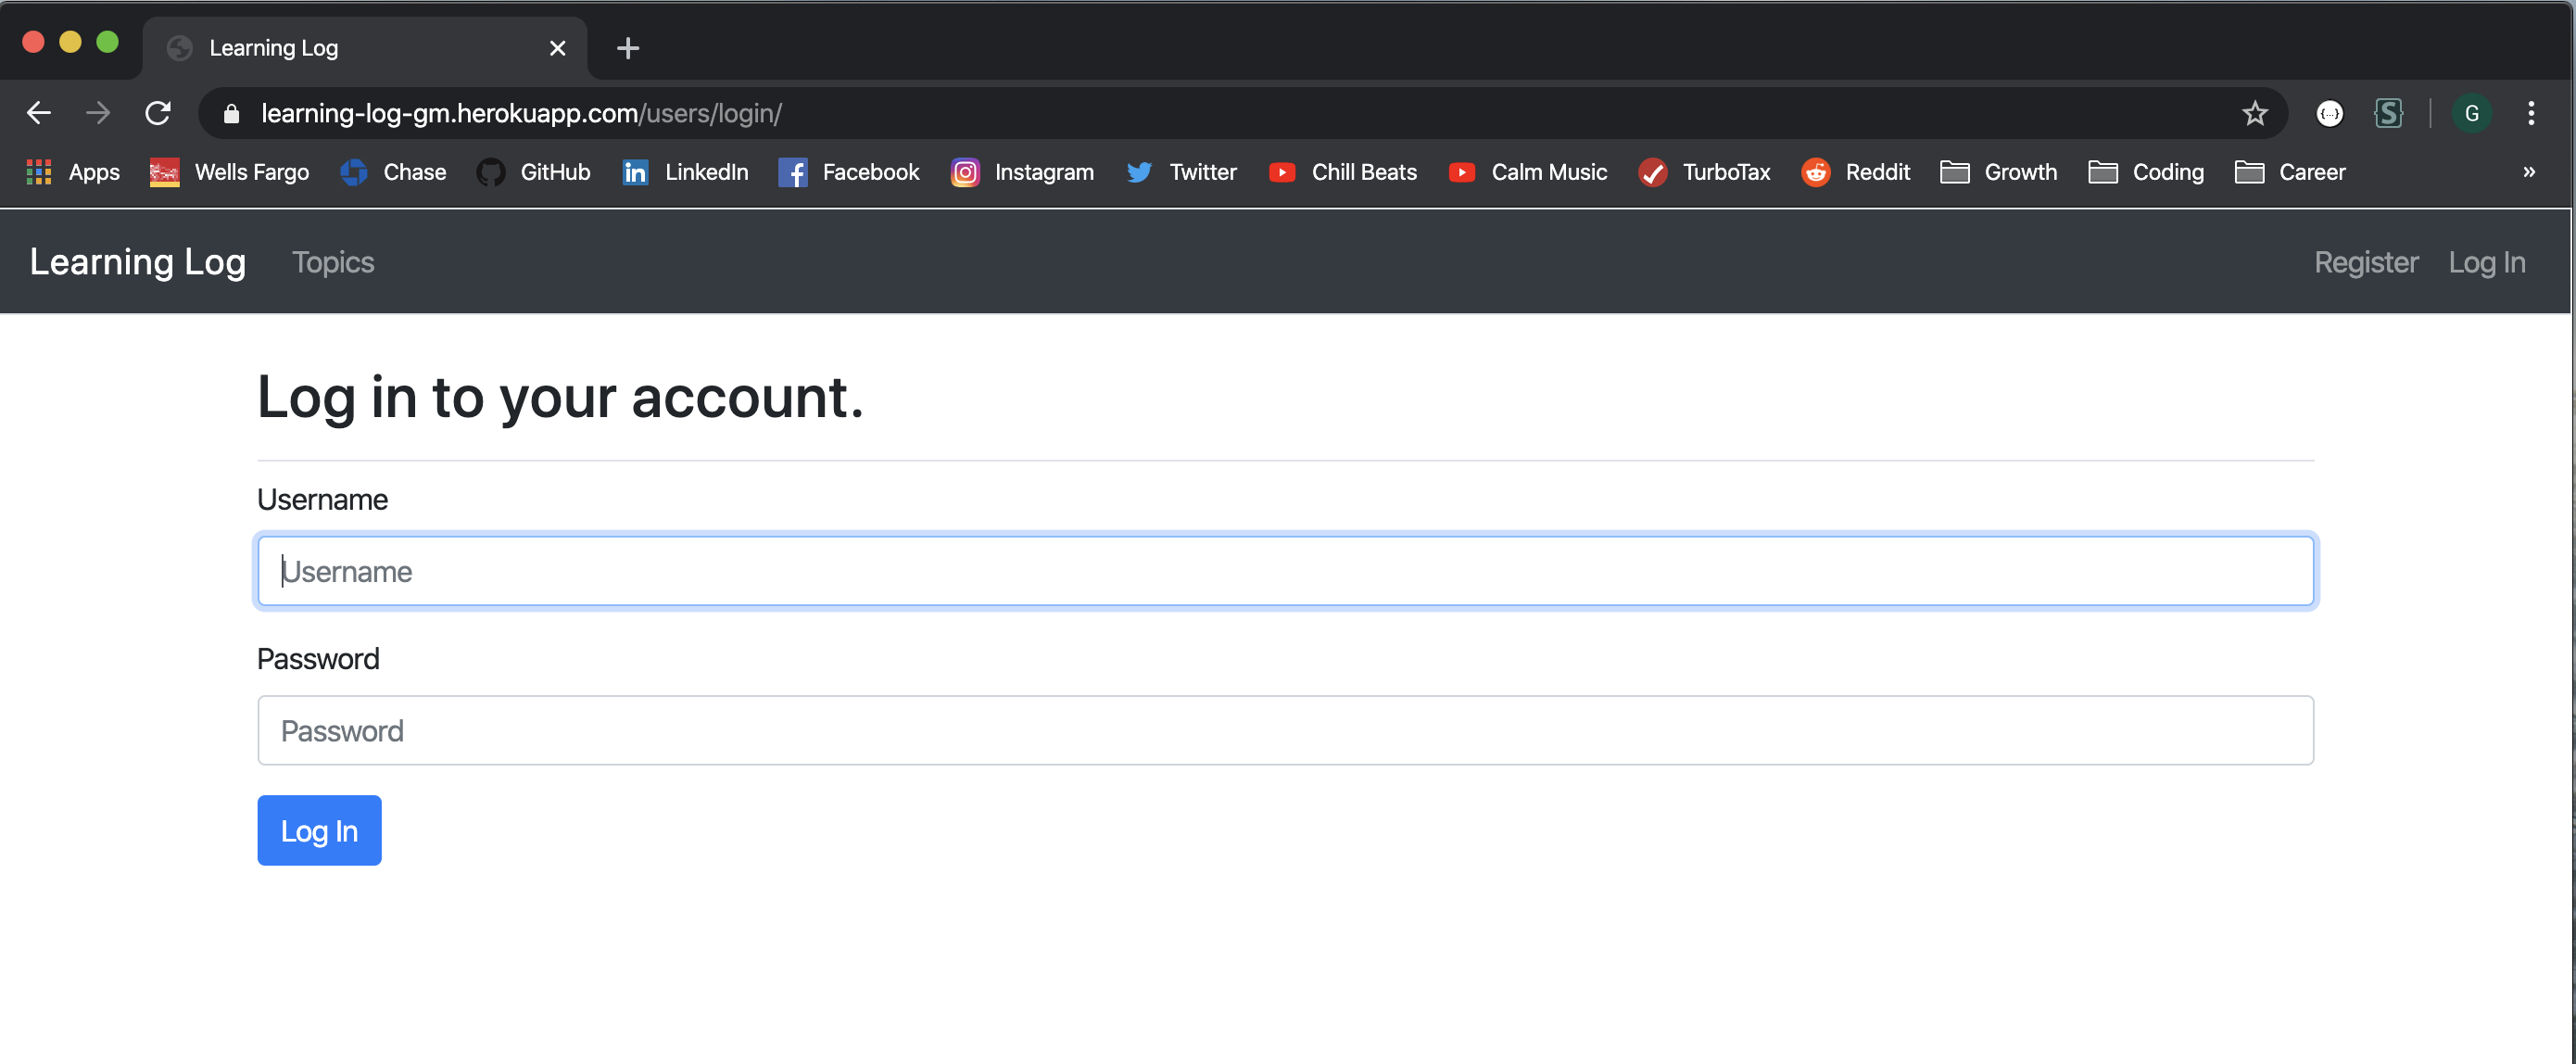 Learning Log
learning-log-gm.herokuapp.com/users/login/
G
Apps Wells Fargo Chase GitHub LinkedIn Facebook Instagram Twitter Chill Beats Calm Music TurboTax Reddit Growth Coding Career »
Learning Log Topics Register Log In
Log in to your account.
Username
Username
Password
Password
Log In